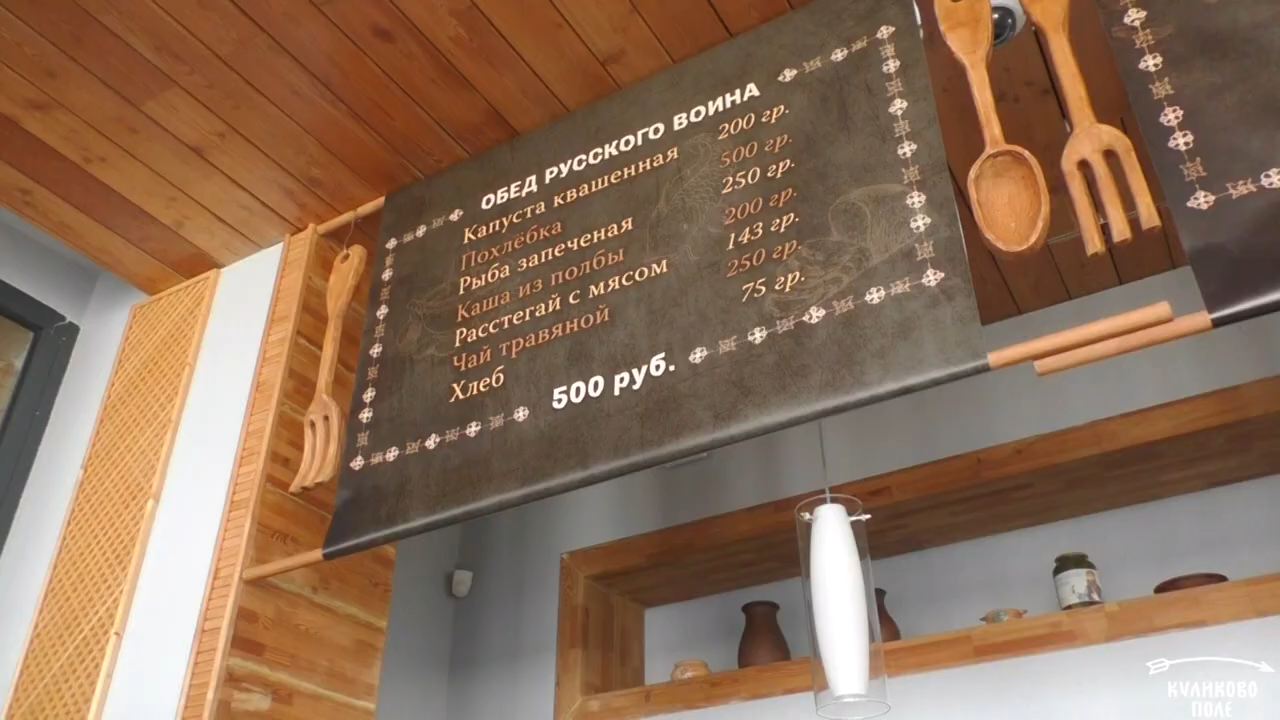 ОБЕД РУССКОГО ВОИНА
Капуста квашенная 200 гр.
Похлёбка 500 гр.
Рыба запеченая 250 гр.
Каша из полбы 200 гр.
Расстегай с мясом 143 гр.
Чай травяной 250 гр.
Хлеб 75 гр.
500 руб.
КУЛИКОВО
ПОЛЕ